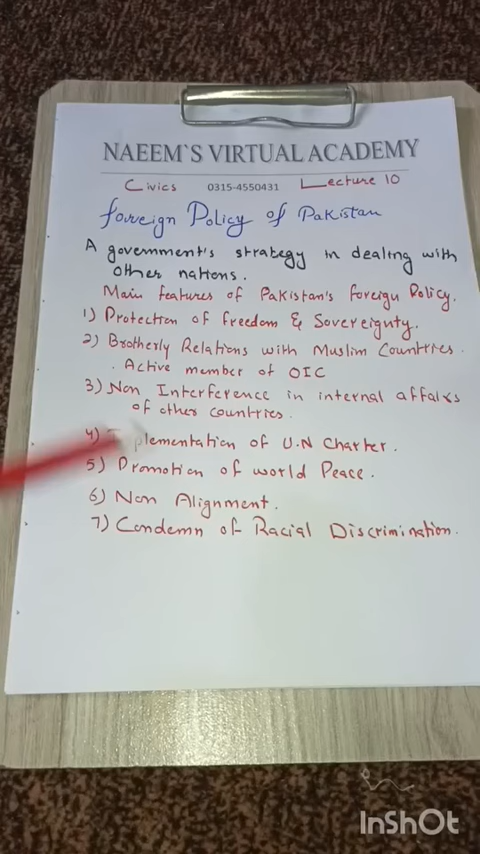 NAEEM`S VIRTUAL ACADEMY
Civics 0315-4550431 Lecture 10
Foreign Policy of Pakistan
A government's strategy in dealing with
other nations.
Main features of Pakistan's Foreign Policy.
1) Protection of Freedom & Sovereignty.
2) Brotherly Relations with Muslim Countries.
. Active member of OIC
3) Non Interference in internal affairs
of other countries.
4) Implementation of U.N Charter.
5) Promotion of world Peace.
6) Non Alignment.
7) Condemn of Racial Discrimination.
InShOt